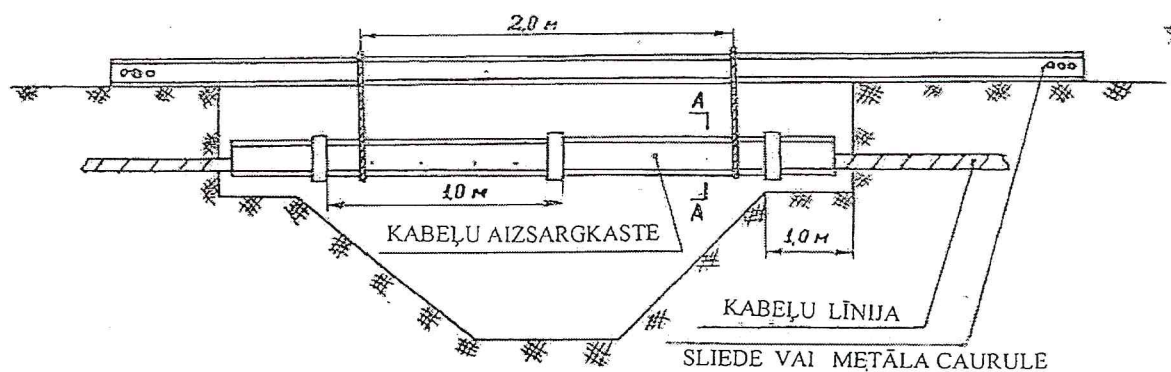 2,0 м
А
1,0 м
А
KABEĻU AIZSARGKASTE
1,0 м
KABEĻU LĪNIJA
SLIEDE VAI METĀLA CAURULE